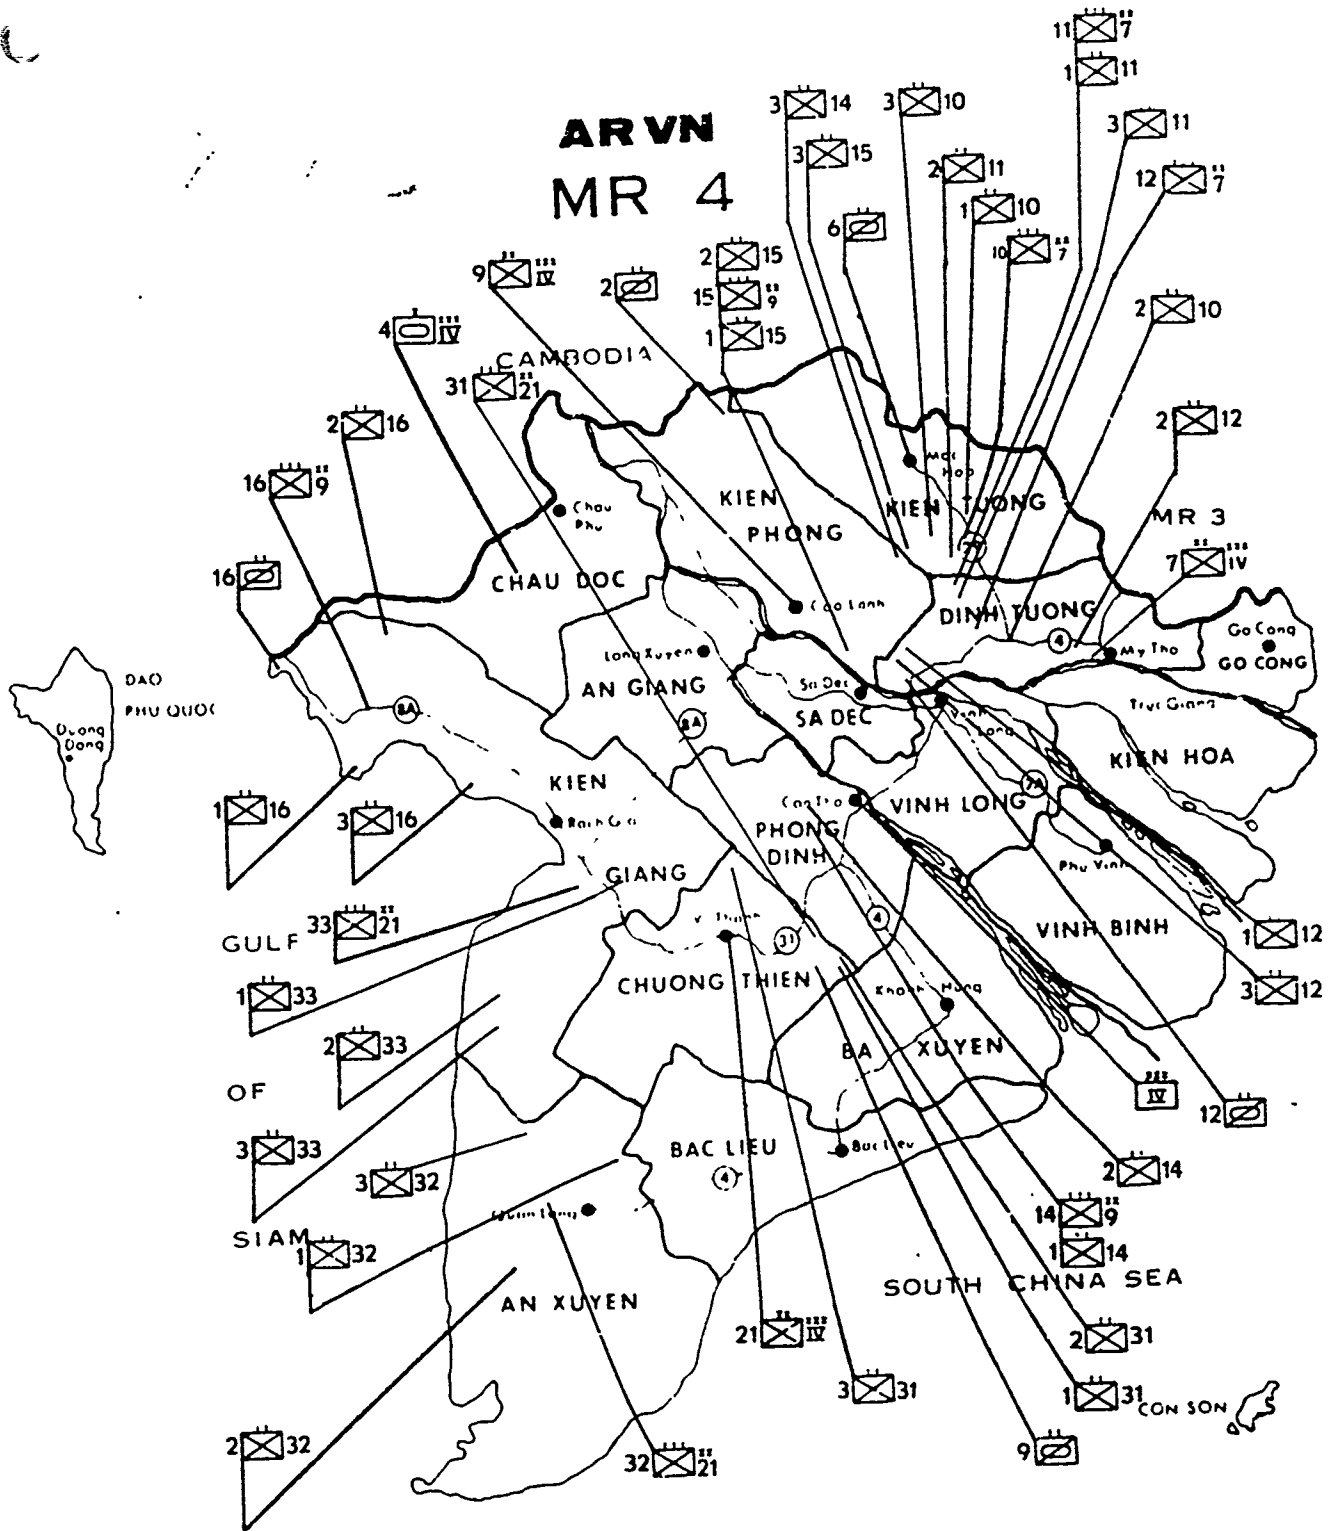 ARVN
MR 4
11 7
1 11
3 14
3 10
3 11
3 15
2 11
12 7
1 10
6
10 7
2 15
9 IV
2
15 9
2 10
4 IV
1 15
CAMBODIA
31 21
2 16
2 12
16 9
KIEN PHONG
KIEN TUONG
Moc Hoa
MR 3
Chau Phu
7 IV
16
CHAU DOC
Cao Lanh
DINH TUONG
4
My Tho
Go Cong
GO CONG
Long Xuyen
DAO
PHU QUOC
AN GIANG
Sa Dec
SA DEC
Truc Giang
8A
8A
Vinh Long
Duong Dong
KIEN HOA
KIEN
7A
1 16
3 16
Can Tho
VINH LONG
Rach Gia
PHONG DINH
Phu Vinh
GIANG
33 21
4
VINH BINH
1 12
GULF
31
CHUONG THIEN
Khanh Hung
3 12
1 33
2 33
BA XUYEN
OF
IV
12
3 33
BAC LIEU
Bac Lieu
3 32
4
2 14
Quan Long
14 9
SIAM
1 32
1 14
SOUTH CHINA SEA
AN XUYEN
21 IV
2 31
3 31
1 31
CON SON
2 32
32 21
9